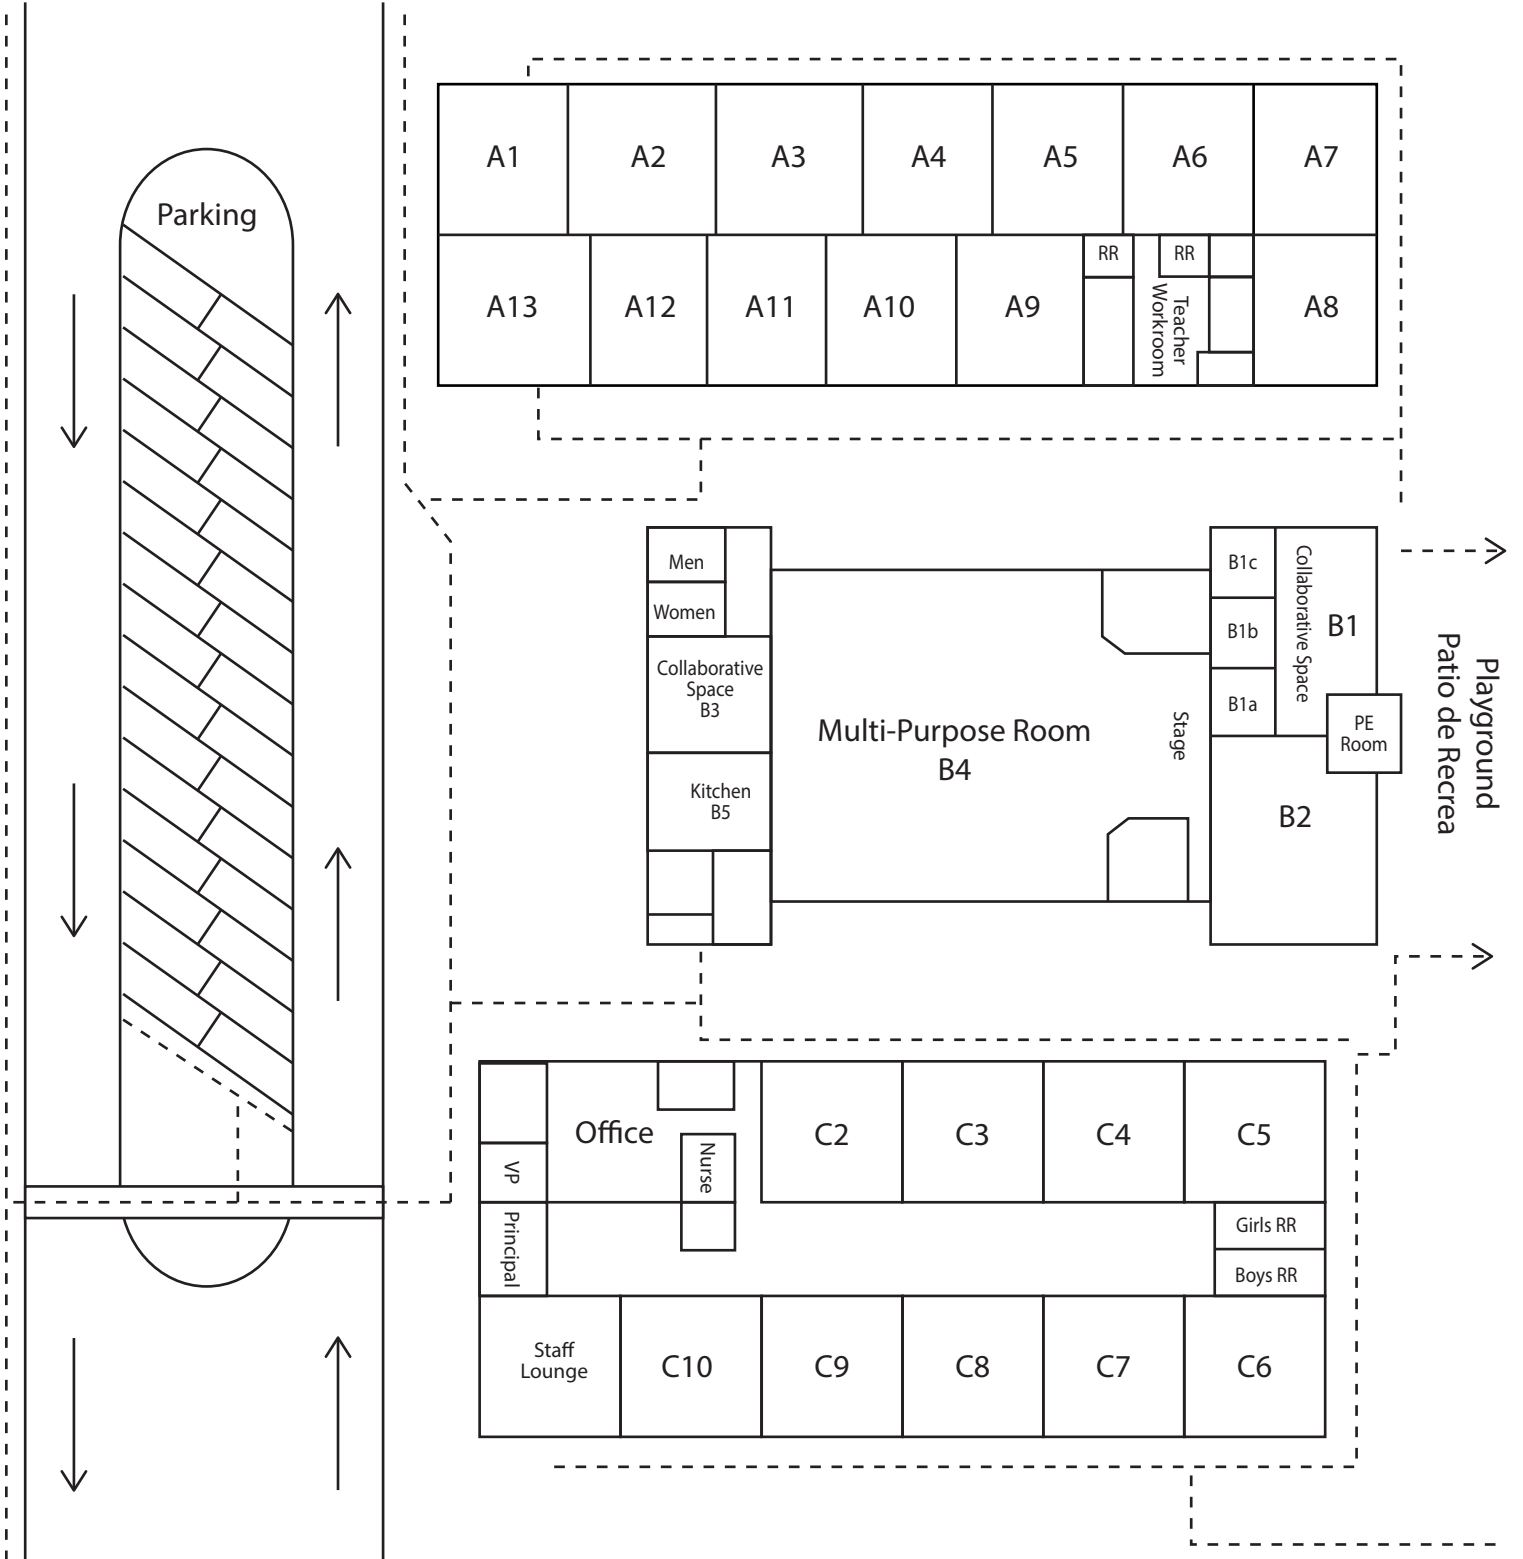 Parking
A1
A2
A3
A4
A5
A6
A7
A13
A12
A11
A10
A9
RR
RR
Teacher
Workroom
A8
Men
Women
Collaborative
Space
B3
Kitchen
B5
Multi-Purpose Room
B4
Stage
B1c
B1b
B1a
Collaborative Space
B1
PE
Room
B2
Playground
Patio de Recrea
Office
VP
Nurse
Principal
C2
C3
C4
C5
Girls RR
Boys RR
Staff
Lounge
C10
C9
C8
C7
C6